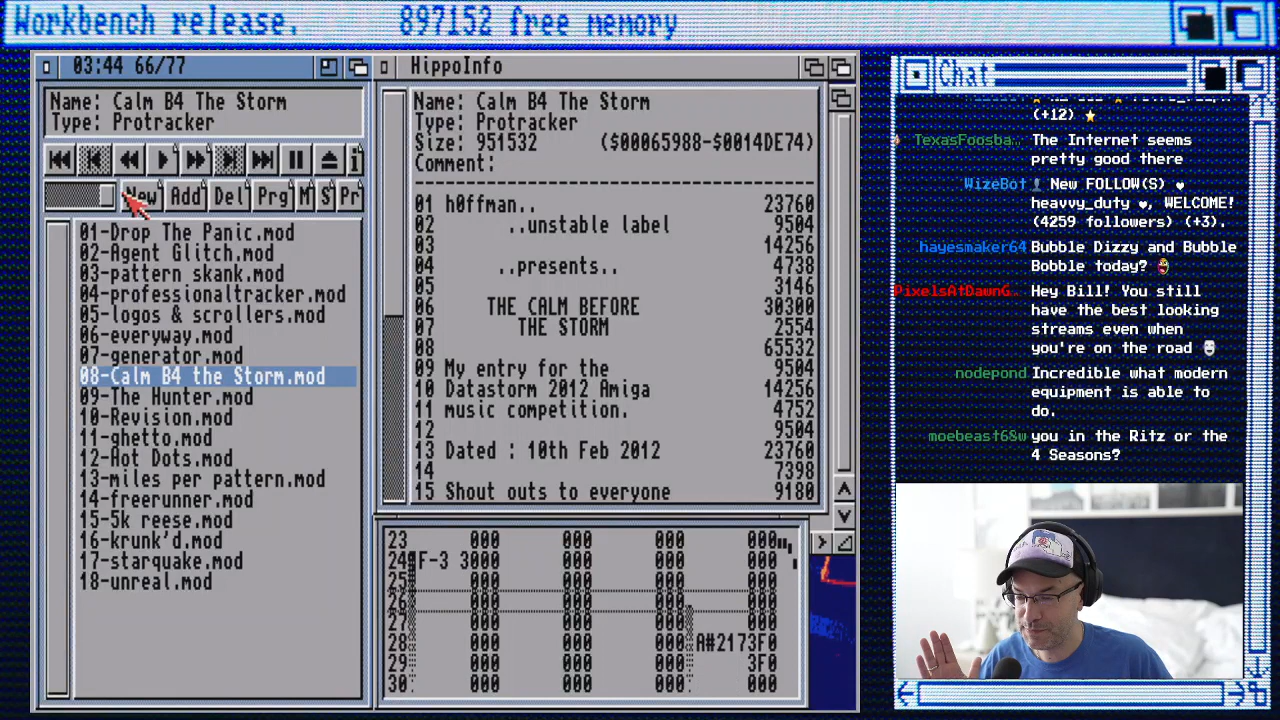 Workbench release.    897152 free memory
03:44 66/77
Name: Calm B4 The Storm
Type: Protracker
New Add Del Prg M S Pr
01-Drop The Panic.mod
02-Agent Glitch.mod
03-pattern skank.mod
04-professionaltracker.mod
05-logos & scrollers.mod
06-everyway.mod
07-generator.mod
08-Calm B4 the Storm.mod
09-The Hunter.mod
10-Revision.mod
11-ghetto.mod
12-Hot Dots.mod
13-miles per pattern.mod
14-freerunner.mod
15-5k reese.mod
16-krunk'd.mod
17-starquake.mod
18-unreal.mod
HippoInfo
Name: Calm B4 The Storm
Type: Protracker
Size: 951532 ($00065988-$0014DE74)
Comment:
01 h0ffman.. 23760
02 ..unstable label 9504
03 14256
04 ..presents.. 4738
05 3146
06 THE CALM BEFORE 30300
07 THE STORM 2554
08 65532
09 My entry for the 9504
10 Datastorm 2012 Amiga 14256
11 music competition. 4752
12 9504
13 Dated : 10th Feb 2012 23760
14 7398
15 Shout outs to everyone 9180
23 000 000 000 000
24 F-3 3000 000 000 000
25 000 000 000 000
000 000 000 000
27 000 000 000 000
28 000 000 000 A#2173F0
29 000 000 000 3F0
30 000 000 000 000
Chat
(+12)
TexasFoosba.. The Internet seems
pretty good there
WizeBot New FOLLOW(S) ♥
heavvy_duty ♥, WELCOME!
(4259 followers) (+3).
hayesmaker64 Bubble Dizzy and Bubble
Bobble today?
PixelsAtDawnG.. Hey Bill! You still
have the best looking
streams even when
you're on the road
nodepond Incredible what modern
equipment is able to
do.
moebeast68w you in the Ritz or the
4 Seasons?